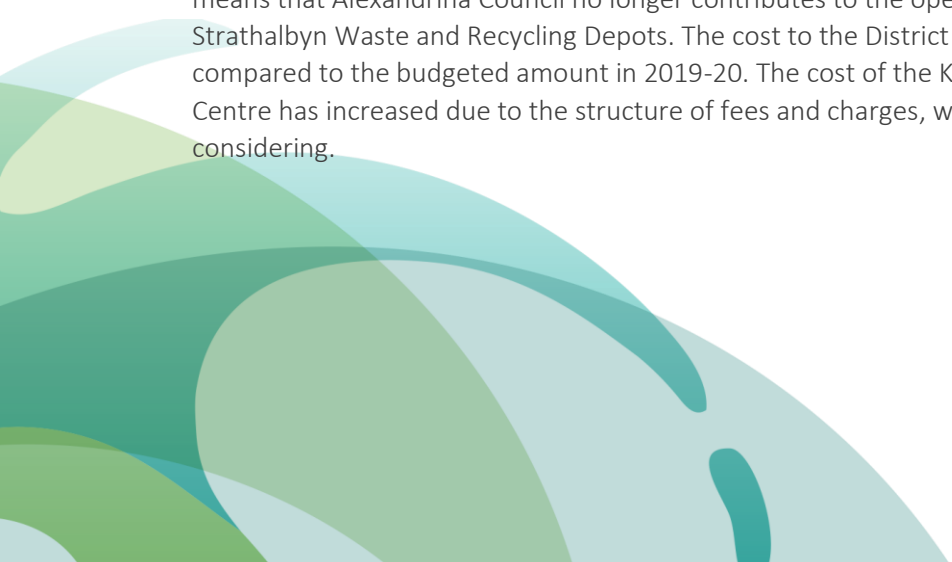 means that Alexandrina Council no longer contributes to the ope
Strathalbyn Waste and Recycling Depots. The cost to the District
compared to the budgeted amount in 2019-20. The cost of the K
Centre has increased due to the structure of fees and charges, w
considering.